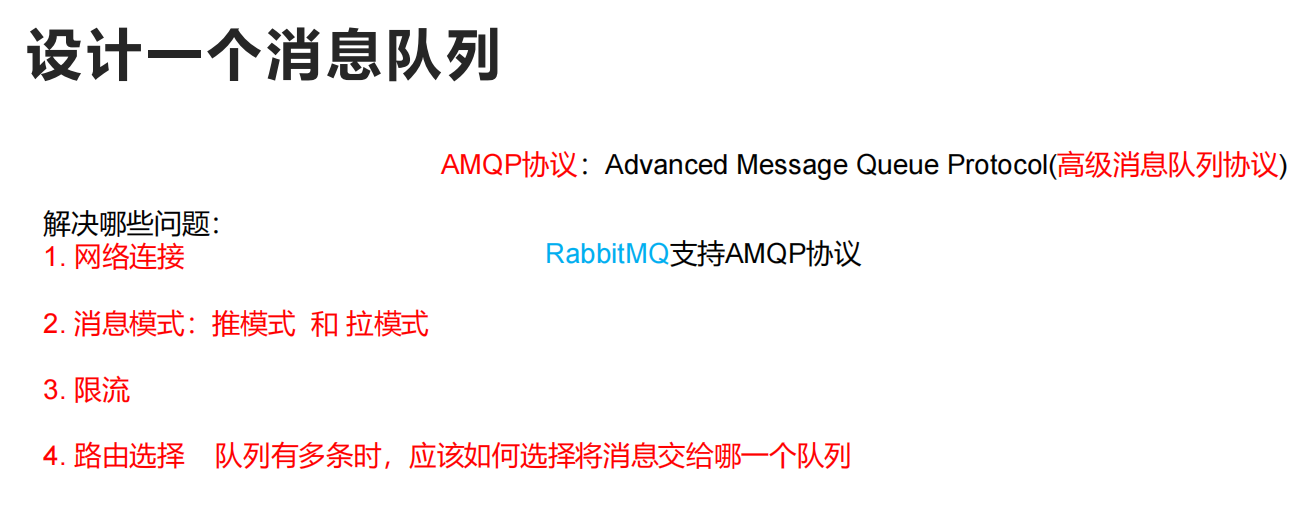 设计一个消息队列
AMQP协议：Advanced Message Queue Protocol(高级消息队列协议)
解决哪些问题：
1. 网络连接
RabbitMQ支持AMQP协议
2. 消息模式：推模式 和 拉模式
3. 限流
4. 路由选择 队列有多条时，应该如何选择将消息交给哪一个队列